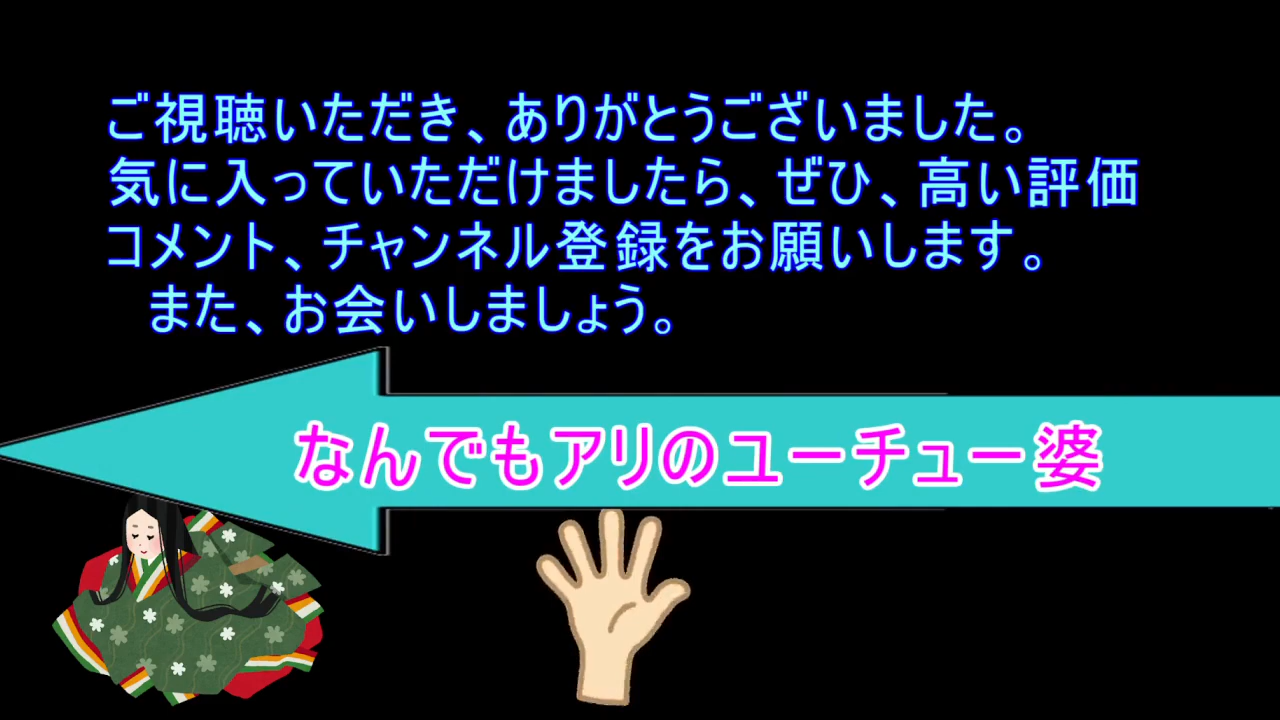 ご視聴いただき、ありがとうございました。
気に入っていただけましたら、ぜひ、高い評価
コメント、チャンネル登録をお願いします。
また、お会いしましょう。
なんでもアリのユーチュー婆